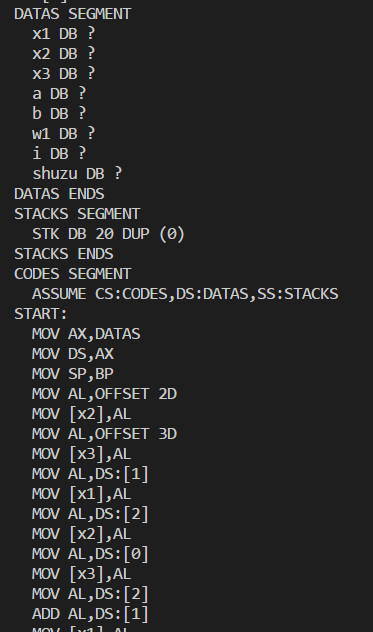 DATAS SEGMENT
x1 DB ?
x2 DB ?
x3 DB ?
a DB ?
b DB ?
w1 DB ?
i DB ?
shuzu DB ?
DATAS ENDS
STACKS SEGMENT
STK DB 20 DUP (0)
STACKS ENDS
CODES SEGMENT
ASSUME CS:CODES,DS:DATAS,SS:STACKS
START:
MOV AX,DATAS
MOV DS,AX
MOV SP,BP
MOV AL,OFFSET 2D
MOV [x2],AL
MOV AL,OFFSET 3D
MOV [x3],AL
MOV AL,DS:[1]
MOV [x1],AL
MOV AL,DS:[2]
MOV [x2],AL
MOV AL,DS:[0]
MOV [x3],AL
MOV AL,DS:[2]
ADD AL,DS:[1]
MOV [x1],AL